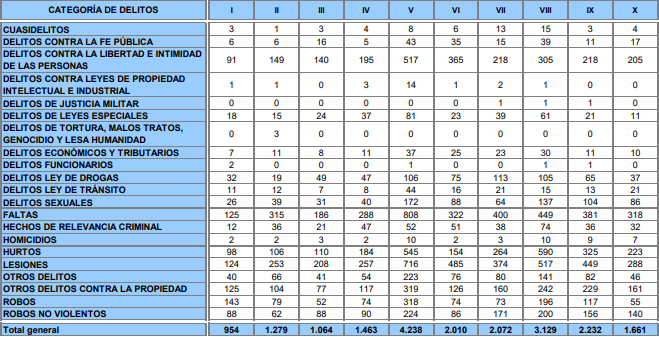 CATEGORÍA DE DELITOS I II III IV V VI VII VIII IX X
CUASIDELITOS 3 1 3 4 8 6 13 15 3 4
DELITOS CONTRA LA FE PÚBLICA 6 6 16 5 43 35 15 39 11 17
DELITOS CONTRA LA LIBERTAD E INTIMIDAD
DE LAS PERSONAS 91 149 140 195 517 365 218 305 218 205
DELITOS CONTRA LEYES DE PROPIEDAD
INTELECTUAL E INDUSTRIAL 1 1 0 3 14 1 2 1 0 0
DELITOS DE JUSTICIA MILITAR 0 0 0 0 0 0 1 1 1 0
DELITOS DE LEYES ESPECIALES 18 15 24 37 81 23 39 61 21 11
DELITOS DE TORTURA, MALOS TRATOS,
GENOCIDIO Y LESA HUMANIDAD 0 3 0 0 0 0 0 0 0 0
DELITOS ECONÓMICOS Y TRIBUTARIOS 7 11 8 11 37 25 23 30 11 10
DELITOS FUNCIONARIOS 2 0 0 0 1 0 0 1 1 0
DELITOS LEY DE DROGAS 32 19 49 47 106 75 113 105 65 37
DELITOS LEY DE TRÁNSITO 11 12 7 8 44 16 21 15 13 21
DELITOS SEXUALES 26 39 31 40 172 88 64 137 104 86
FALTAS 125 315 186 288 808 322 400 449 381 318
HECHOS DE RELEVANCIA CRIMINAL 12 36 21 47 52 51 38 74 36 32
HOMICIDIOS 2 2 3 2 10 2 3 10 9 7
HURTOS 98 106 110 184 545 154 264 590 325 223
LESIONES 124 253 208 257 716 485 374 517 449 288
OTROS DELITOS 40 66 41 54 223 76 80 141 82 46
OTROS DELITOS CONTRA LA PROPIEDAD 125 104 77 117 319 126 160 242 229 161
ROBOS 143 79 52 74 318 74 73 196 117 55
ROBOS NO VIOLENTOS 88 62 88 90 224 86 171 200 156 140
Total general 954 1.279 1.064 1.463 4.238 2.010 2.072 3.129 2.232 1.661